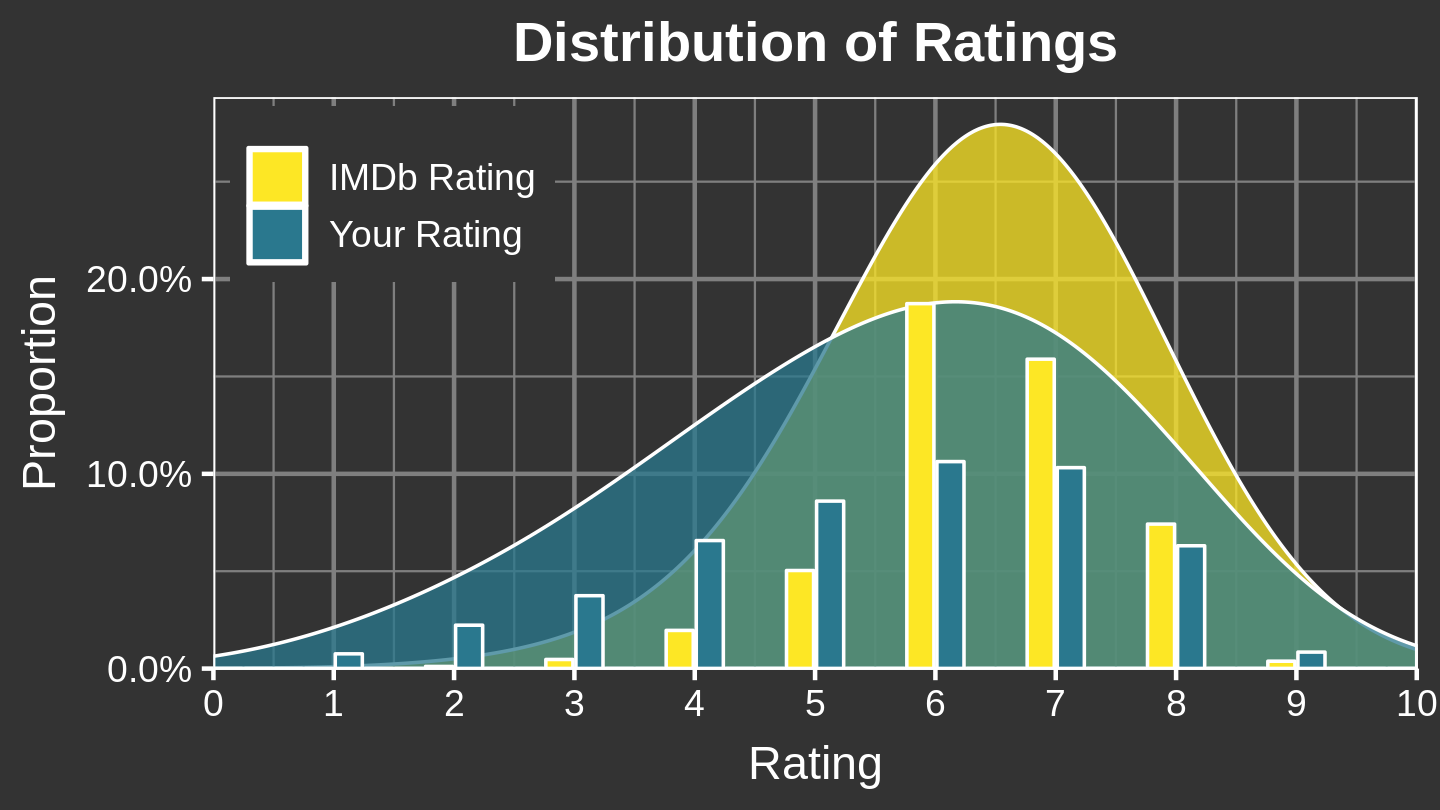 Distribution of Ratings
IMDb Rating
Your Rating
Proportion
20.0%
10.0%
0.0%
0 1 2 3 4 5 6 7 8 9 10
Rating